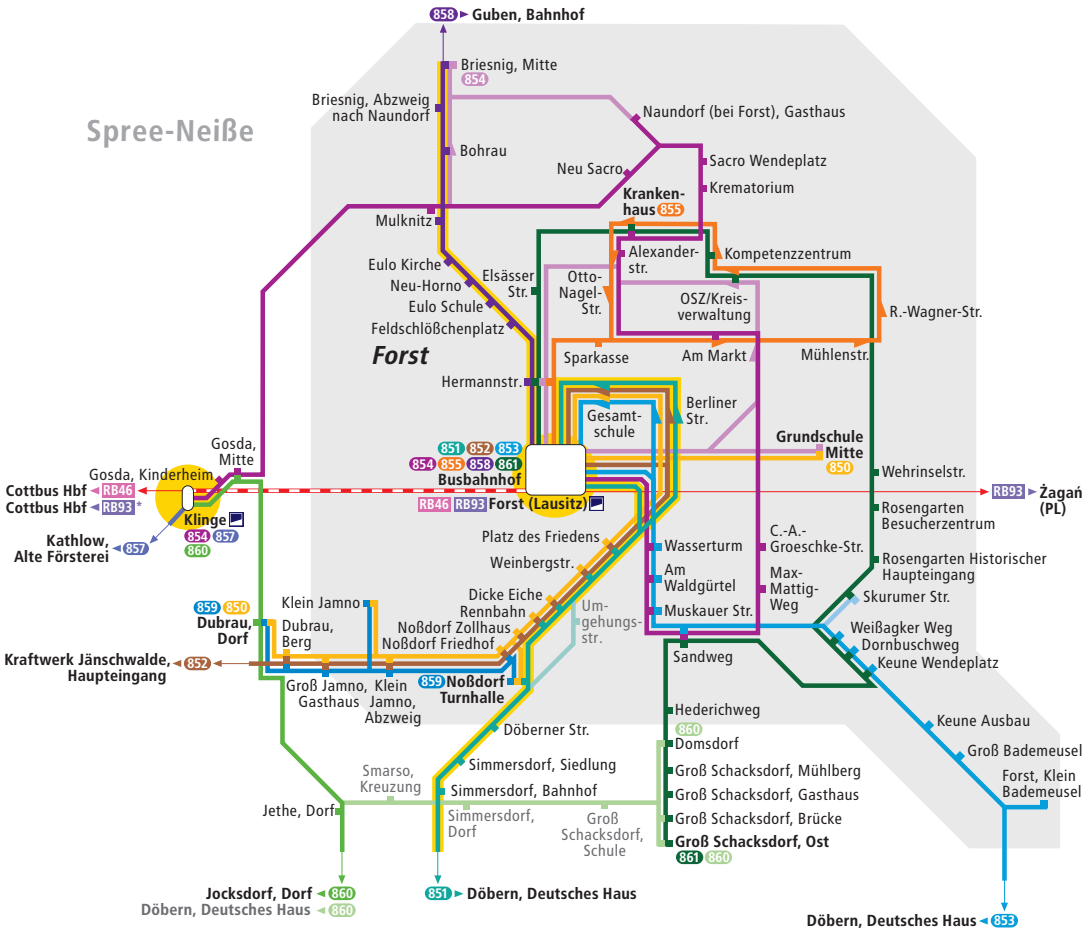 858 Guben, Bahnhof
Briesnig, Mitte
854
Briesnig, Abzweig
nach Naundorf
Naundorf (bei Forst), Gasthaus
Spree-Neiße
Bohrau
Neu Sacro
Sacro Wendeplatz
Krematorium
Kranken-
haus 855
Mulknitz
Alexander-
str.
Kompetenzzentrum
Eulo Kirche
Neu-Horno
Eulo Schule
Feldschlößchenplatz
Elsässer
Str.
Otto-
Nagel-
Str.
OSZ/Kreis-
verwaltung
R.-Wagner-Str.
Forst
Sparkasse
Am Markt
Mühlenstr.
Hermannstr.
Gesamt-
schule
Berliner
Str.
Grundschule
Mitte
850
851 852 853
854 855 858 861
Busbahnhof
RB46 RB93 Forst (Lausitz)
Gosda,
Mitte
Gosda, Kinderheim
Cottbus Hbf RB46
Cottbus Hbf RB93 *
Klinge
854 857
860
Kathlow,
Alte Försterei
857
Wehrinselstr.
RB93 Żagań
(PL)
Rosengarten
Besucherzentrum
Rosengarten Historischer
Haupteingang
Platz des Friedens
Weinbergstr.
Wasserturm
C.-A.-
Groeschke-Str.
Am
Waldgürtel
Max-
Mattig-
Weg
Muskauer Str.
Skurumer Str.
Dicke Eiche
Rennbahn
Noßdorf Zollhaus
Noßdorf Friedhof
Um-
gehungs-
str.
859 850
Dubrau,
Dorf
Klein Jamno
Dubrau,
Berg
Kraftwerk Jänschwalde,
Haupteingang
852
Groß Jamno,
Gasthaus
Klein
Jamno,
Abzweig
859 Noßdorf
Turnhalle
Sandweg
Weißagker Weg
Dornbuschweg
Keune Wendeplatz
Hederichweg
860
Domsdorf
Döberner Str.
Keune Ausbau
Groß Bademeusel
Forst, Klein
Bademeusel
Simmersdorf, Siedlung
Simmersdorf, Bahnhof
Smarso,
Kreuzung
Jethe, Dorf
Simmersdorf,
Dorf
Groß
Schacksdorf,
Schule
Groß Schacksdorf, Mühlberg
Groß Schacksdorf, Gasthaus
Groß Schacksdorf, Brücke
Groß Schacksdorf, Ost
861 860
Jocksdorf, Dorf 860
Döbern, Deutsches Haus 860
851 Döbern, Deutsches Haus
Döbern, Deutsches Haus 853